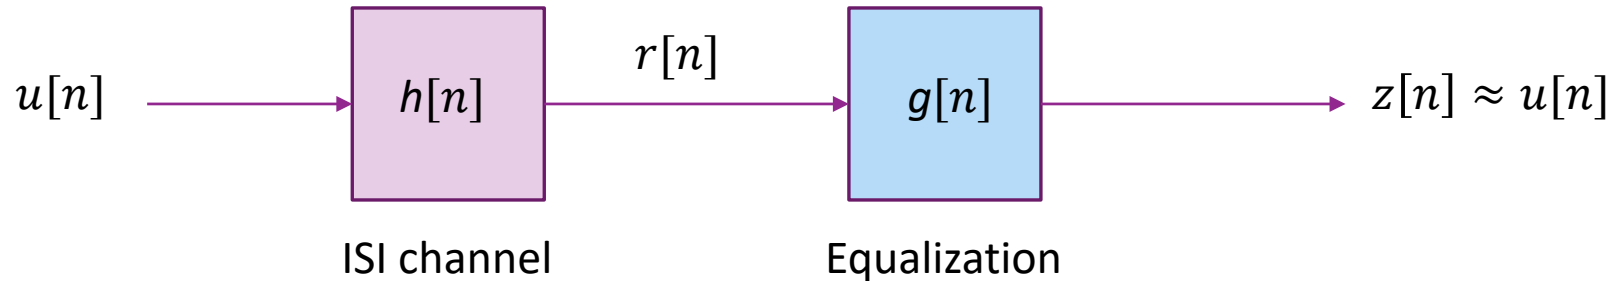 r[n]
u[n] h[n] g[n] z[n] ≈ u[n]
ISI channel Equalization